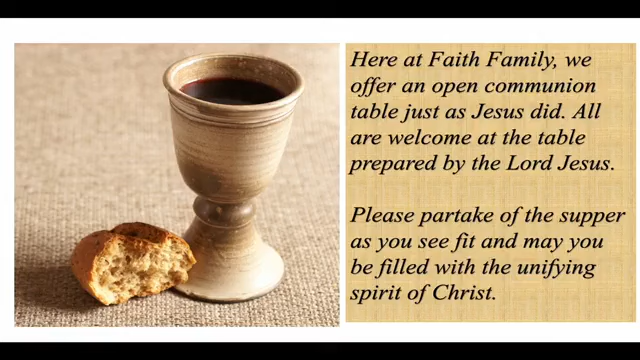 Here at Faith Family, we
offer an open communion
table just as Jesus did. All
are welcome at the table
prepared by the Lord Jesus.
Please partake of the supper
as you see fit and may you
be filled with the unifying
spirit of Christ.